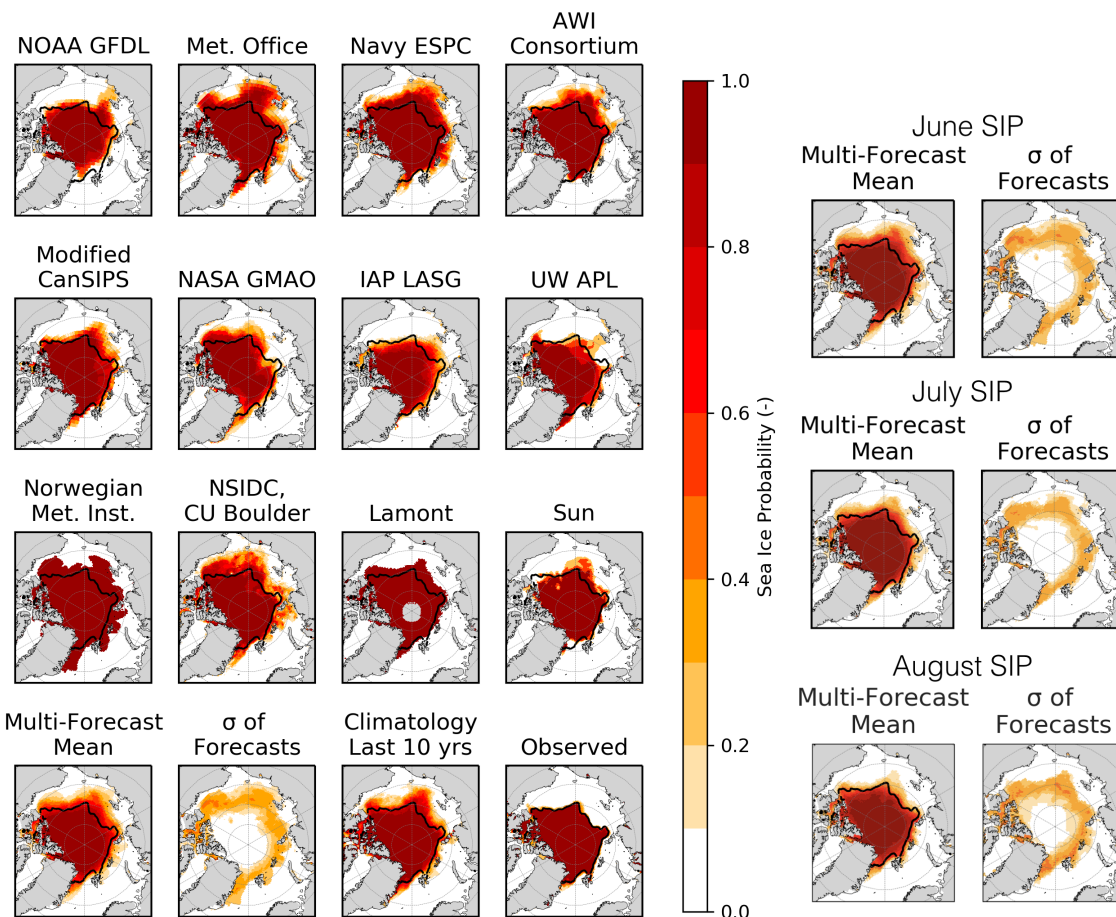 NOAA GFDL
Met. Office
Navy ESPC
AWI
Consortium
Modified
CanSIPS
NASA GMAO
IAP LASG
UW APL
Norwegian
Met. Inst.
NSIDC,
CU Boulder
Lamont
Sun
Multi-Forecast
Mean
σ of
Forecasts
Climatology
Last 10 yrs
Observed
1.0
0.8
0.6
0.4
0.2
0.0
Sea Ice Probability (-)
June SIP
Multi-Forecast
Mean
σ of
Forecasts
July SIP
Multi-Forecast
Mean
σ of
Forecasts
August SIP
Multi-Forecast
Mean
σ of
Forecasts